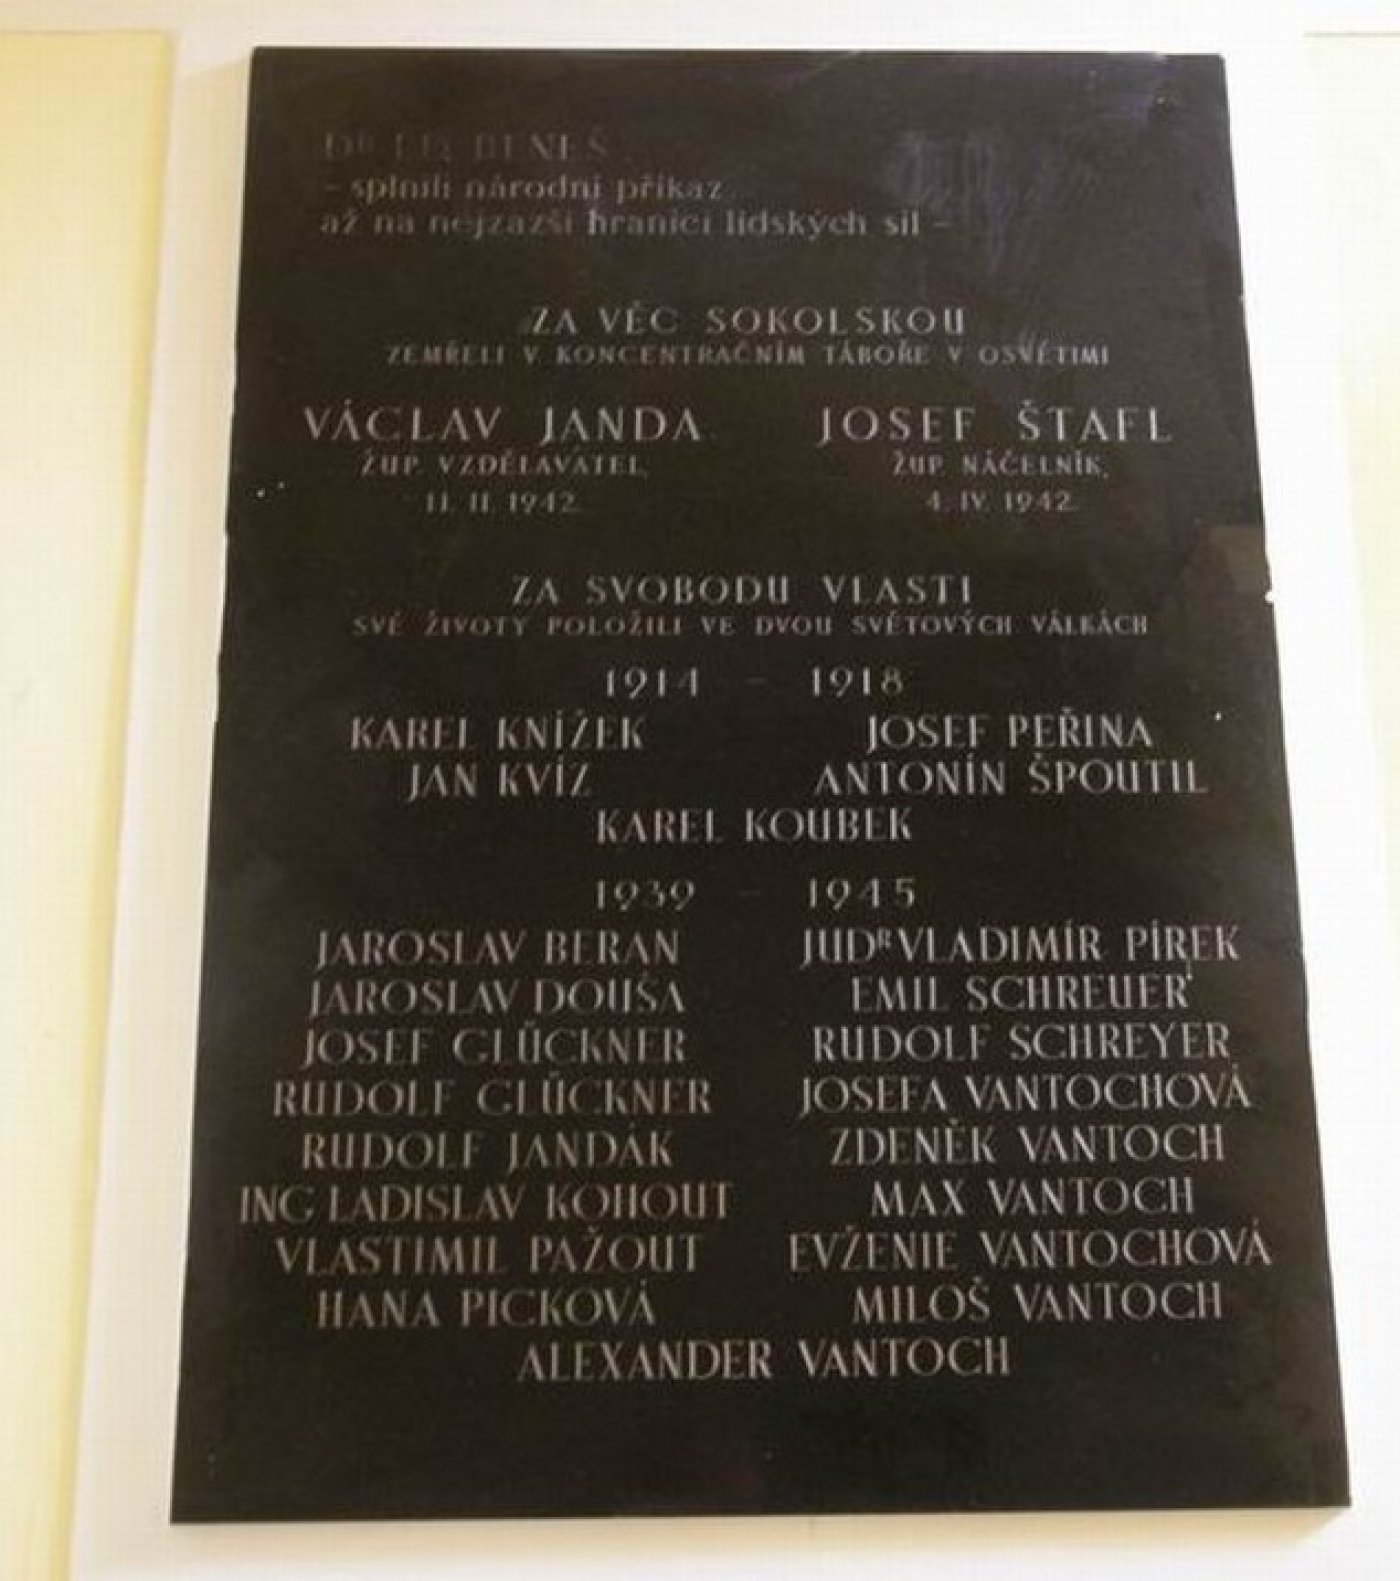 DR ED. BENEŠ
- splnili národní příkaz
až na nejzazší hranici lidských sil -
ZA VĚC SOKOLSKOU
ZEMŘELI V KONCENTRAČNÍM TÁBOŘE V OSVĚTIMI
VÁCLAV JANDA JOSEF ŠTAFL
ŽUP. VZDĚLAVATEL, ŽUP. NÁČELNÍK,
11. II. 1942. 4. IV. 1942.
ZA SVOBODU VLASTI
SVÉ ŽIVOTY POLOŽILI VE DVOU SVĚTOVÝCH VÁLKÁCH
1914 - 1918
KAREL KNÍŽEK JOSEF PEŘINA
JAN KVÍZ ANTONÍN ŠPOUTIL
KAREL KOUBEK
1939 - 1945
JAROSLAV BERAN JUDR VLADIMÍR PÍREK
JAROSLAV DOUŠA EMIL SCHREUER
JOSEF GLÜCKNER RUDOLF SCHREYER
RUDOLF GLÜCKNER JOSEFA VANTOCHOVÁ
RUDOLF JANDÁK ZDENĚK VANTOCH
ING LADISLAV KOHOUT MAX VANTOCH
VLASTIMIL PAŽOUT EVŽENIE VANTOCHOVÁ
HANA PICKOVÁ MILOŠ VANTOCH
ALEXANDER VANTOCH